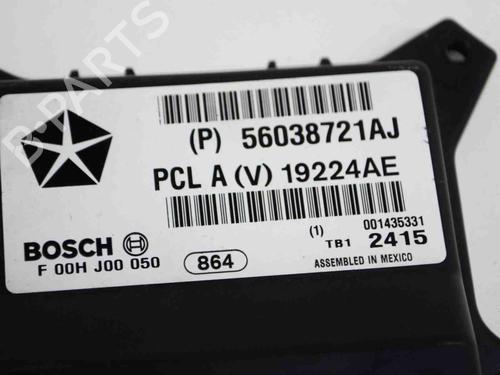 B-PARTS
(P) 56038721AJ
PCL A (V) 19224AE
BOSCH
F 00H J00 050
864
(1)
001435331
TB1 2415
ASSEMBLED IN MEXICO